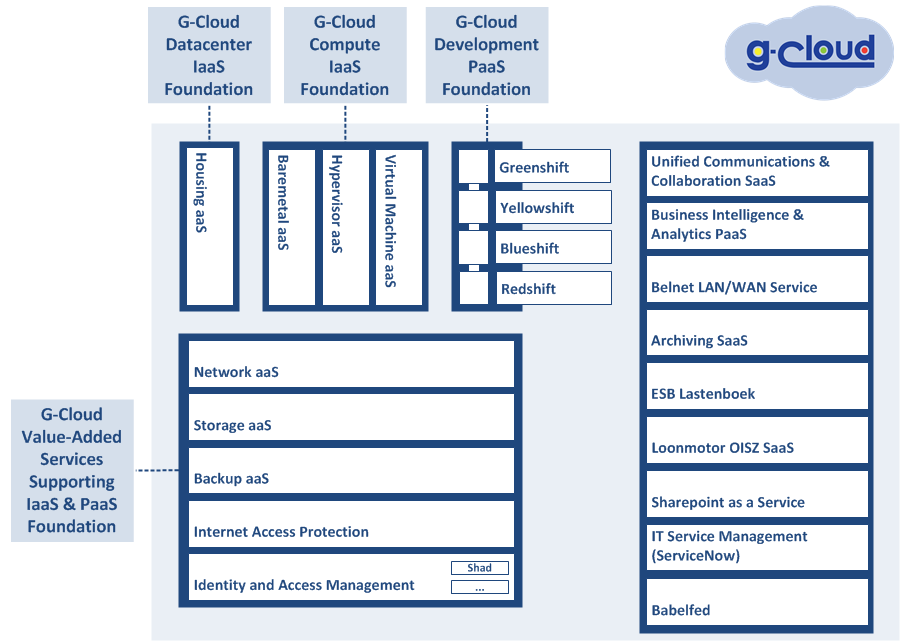 G-Cloud
Datacenter
IaaS
Foundation
G-Cloud
Compute
IaaS
Foundation
G-Cloud
Development
PaaS
Foundation
g-cloud
Housing aaS
Baremetal aaS
Hypervisor aaS
Virtual Machine aaS
Greenshift
Yellowshift
Blueshift
Redshift
Unified Communications &
Collaboration SaaS
Business Intelligence &
Analytics PaaS
Belnet LAN/WAN Service
Archiving SaaS
ESB Lastenboek
Loonmotor OISZ SaaS
Sharepoint as a Service
IT Service Management
(ServiceNow)
Babelfed
G-Cloud
Value-Added
Services
Supporting
IaaS & PaaS
Foundation
Network aaS
Storage aaS
Backup aaS
Internet Access Protection
Identity and Access Management
Shad
...